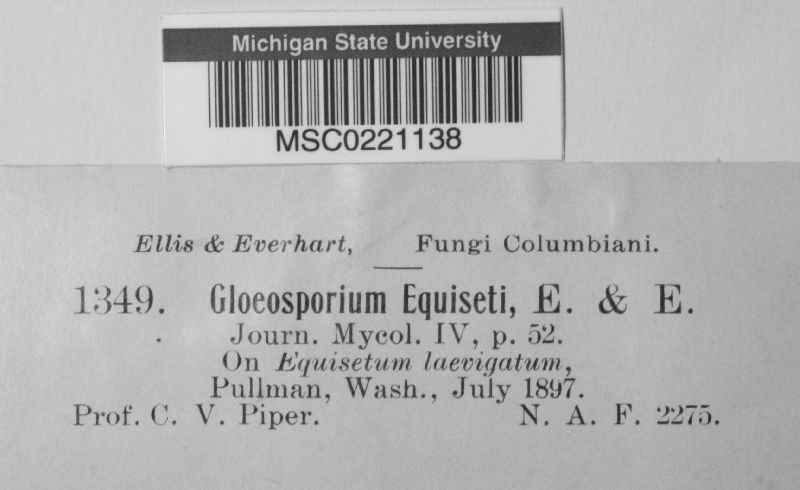 Michigan State University
MSC0221138
Ellis & Everhart, Fungi Columbiani.
1349. Gloeosporium Equiseti, E. & E.
Journ. Mycol. IV, p. 52.
On Equisetum laevigatum,
Pullman, Wash., July 1897.
Prof. C. V. Piper. N. A. F. 2275.